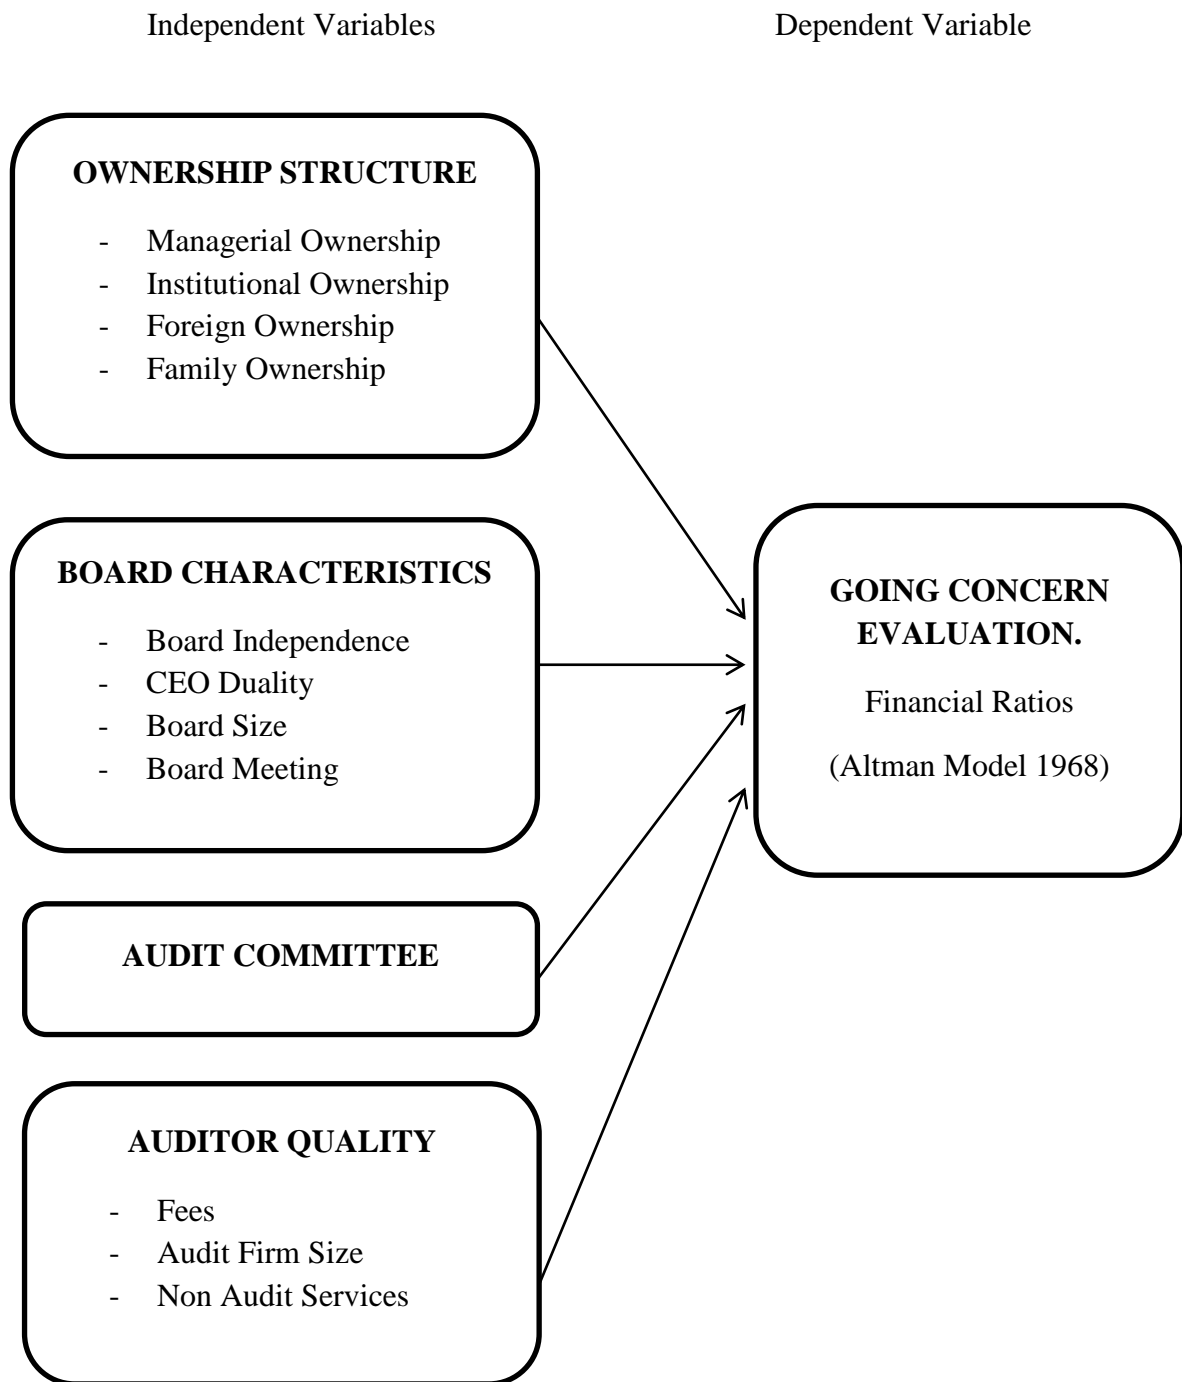 Independent Variables
Dependent Variable
OWNERSHIP STRUCTURE
- Managerial Ownership
- Institutional Ownership
- Foreign Ownership
- Family Ownership
BOARD CHARACTERISTICS
- Board Independence
- CEO Duality
- Board Size
- Board Meeting
AUDIT COMMITTEE
AUDITOR QUALITY
- Fees
- Audit Firm Size
- Non Audit Services
GOING CONCERN
EVALUATION.
Financial Ratios
(Altman Model 1968)